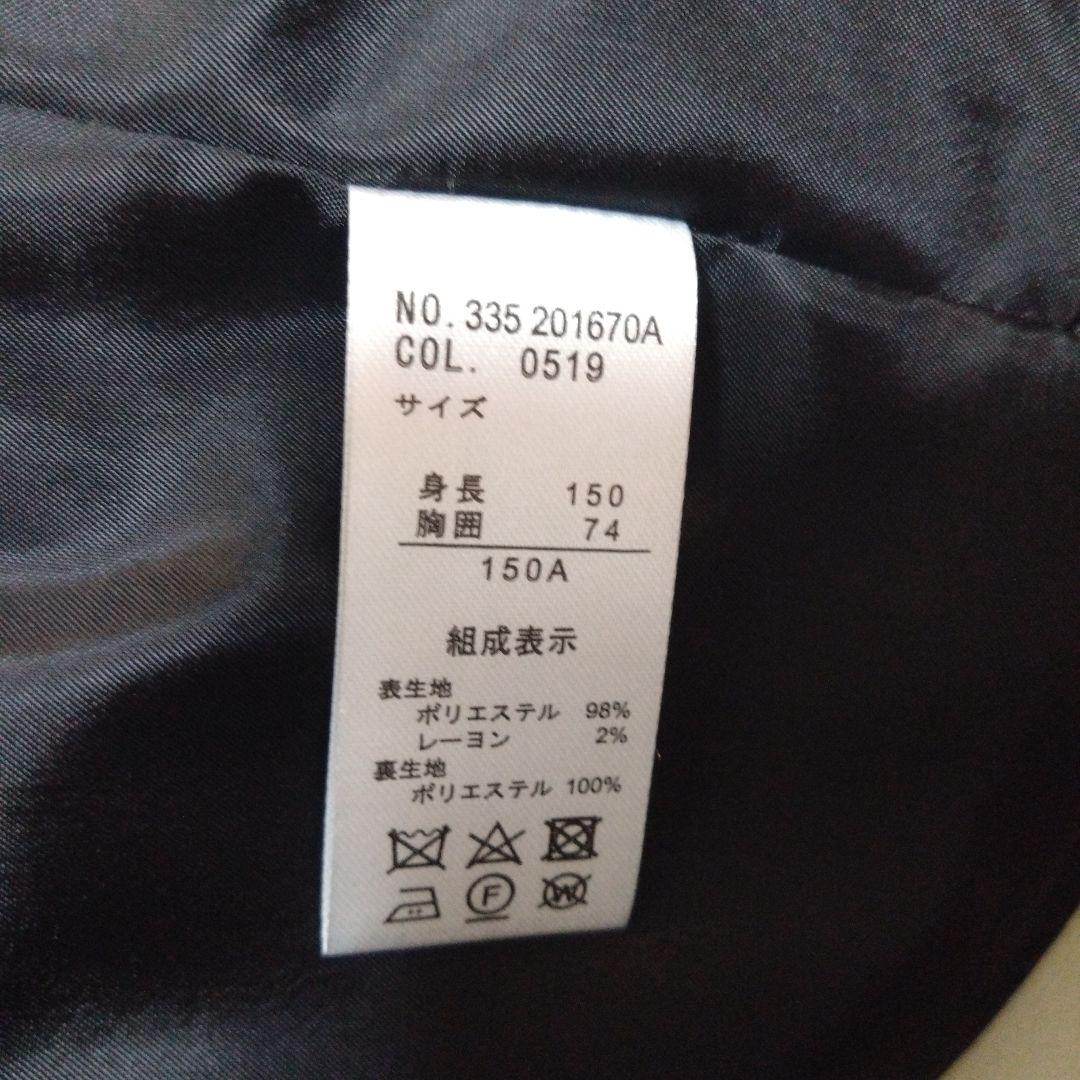 NO. 335 201670A
COL. 0519
サイズ
身長 150
胸囲 74
150A
組成表示
表生地
ポリエステル 98%
レーヨン 2%
裏生地
ポリエステル 100%
F
W